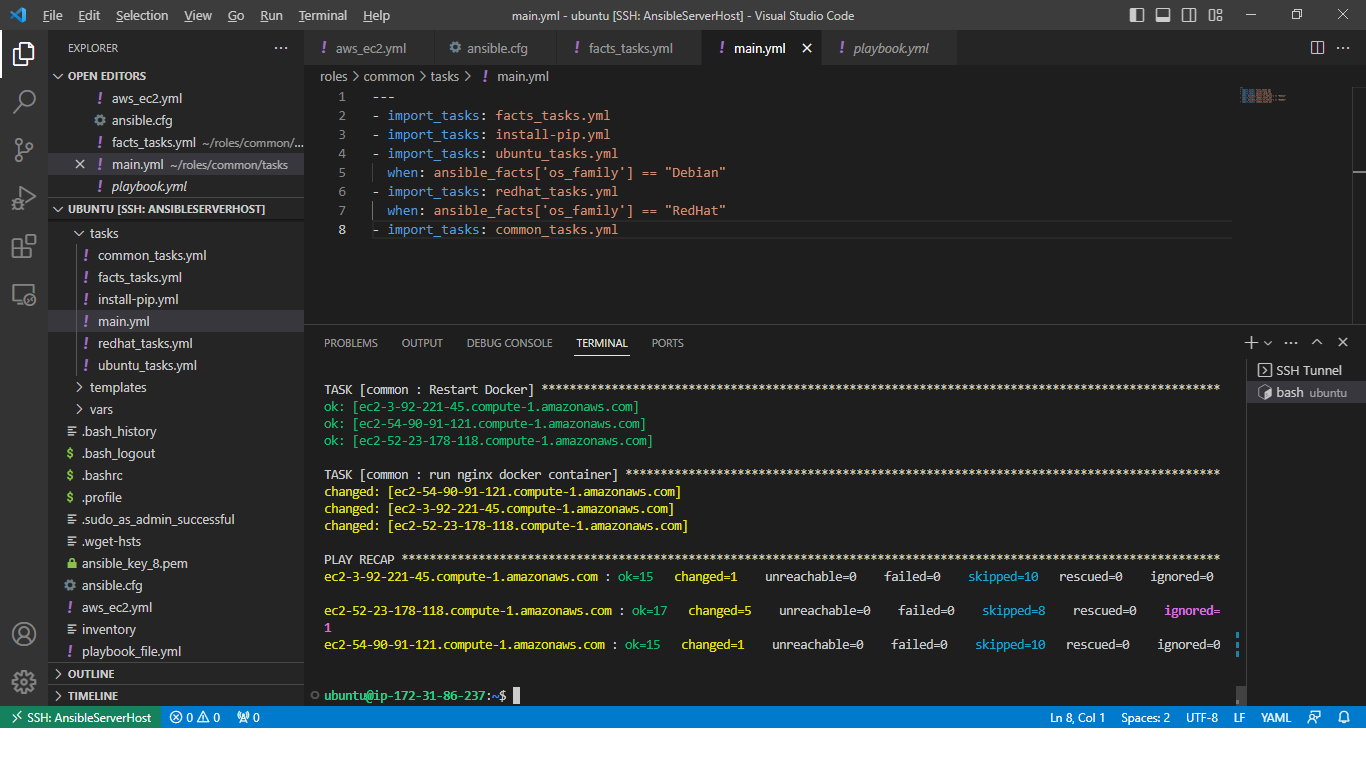 File Edit Selection View Go Run Terminal Help
main.yml - ubuntu [SSH: AnsibleServerHost] - Visual Studio Code
EXPLORER
OPEN EDITORS
aws_ec2.yml
ansible.cfg
facts_tasks.yml ~/roles/common/...
main.yml ~/roles/common/tasks
playbook.yml
UBUNTU [SSH: ANSIBLESERVERHOST]
tasks
common_tasks.yml
facts_tasks.yml
install-pip.yml
main.yml
redhat_tasks.yml
ubuntu_tasks.yml
templates
vars
.bash_history
.bash_logout
.bashrc
.profile
.sudo_as_admin_successful
.wget-hsts
ansible_key_8.pem
ansible.cfg
aws_ec2.yml
inventory
playbook_file.yml
OUTLINE
TIMELINE
aws_ec2.yml ansible.cfg facts_tasks.yml main.yml playbook.yml
roles > common > tasks > ! main.yml
1 ---
2 - import_tasks: facts_tasks.yml
3 - import_tasks: install-pip.yml
4 - import_tasks: ubuntu_tasks.yml
5 when: ansible_facts['os_family'] == "Debian"
6 - import_tasks: redhat_tasks.yml
7 when: ansible_facts['os_family'] == "RedHat"
8 - import_tasks: common_tasks.yml
PROBLEMS OUTPUT DEBUG CONSOLE TERMINAL PORTS
TASK [common : Restart Docker] *************************************************************************************************
ok: [ec2-3-92-221-45.compute-1.amazonaws.com]
ok: [ec2-54-90-91-121.compute-1.amazonaws.com]
ok: [ec2-52-23-178-118.compute-1.amazonaws.com]
TASK [common : run nginx docker container] *************************************************************************************
changed: [ec2-54-90-91-121.compute-1.amazonaws.com]
changed: [ec2-3-92-221-45.compute-1.amazonaws.com]
changed: [ec2-52-23-178-118.compute-1.amazonaws.com]
PLAY RECAP *********************************************************************************************************************
ec2-3-92-221-45.compute-1.amazonaws.com : ok=15 changed=1 unreachable=0 failed=0 skipped=10 rescued=0 ignored=0
ec2-52-23-178-118.compute-1.amazonaws.com : ok=17 changed=5 unreachable=0 failed=0 skipped=8 rescued=0 ignored=
1
ec2-54-90-91-121.compute-1.amazonaws.com : ok=15 changed=1 unreachable=0 failed=0 skipped=10 rescued=0 ignored=0
ubuntu@ip-172-31-86-237:~$
SSH Tunnel
bash ubuntu
SSH: AnsibleServerHost 0 0 0
Ln 8, Col 1 Spaces: 2 UTF-8 LF YAML